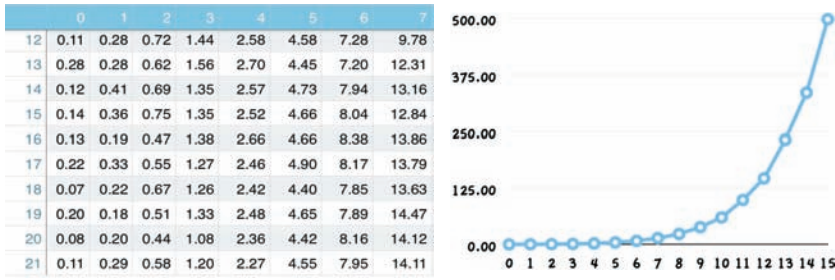 0 1 2 3 4 5 6 7
12 0.11 0.28 0.72 1.44 2.58 4.58 7.28 9.78
13 0.28 0.28 0.62 1.56 2.70 4.45 7.20 12.31
14 0.12 0.41 0.69 1.35 2.57 4.73 7.94 13.16
15 0.14 0.36 0.75 1.35 2.52 4.66 8.04 12.84
16 0.13 0.19 0.47 1.38 2.66 4.66 8.38 13.86
17 0.22 0.33 0.55 1.27 2.46 4.90 8.17 13.79
18 0.07 0.22 0.67 1.26 2.42 4.40 7.85 13.63
19 0.20 0.18 0.51 1.33 2.48 4.65 7.89 14.47
20 0.08 0.20 0.44 1.08 2.36 4.42 8.16 14.12
21 0.11 0.29 0.58 1.20 2.27 4.55 7.95 14.11
500.00
375.00
250.00
125.00
0.00
0 1 2 3 4 5 6 7 8 9 10 11 12 13 14 15